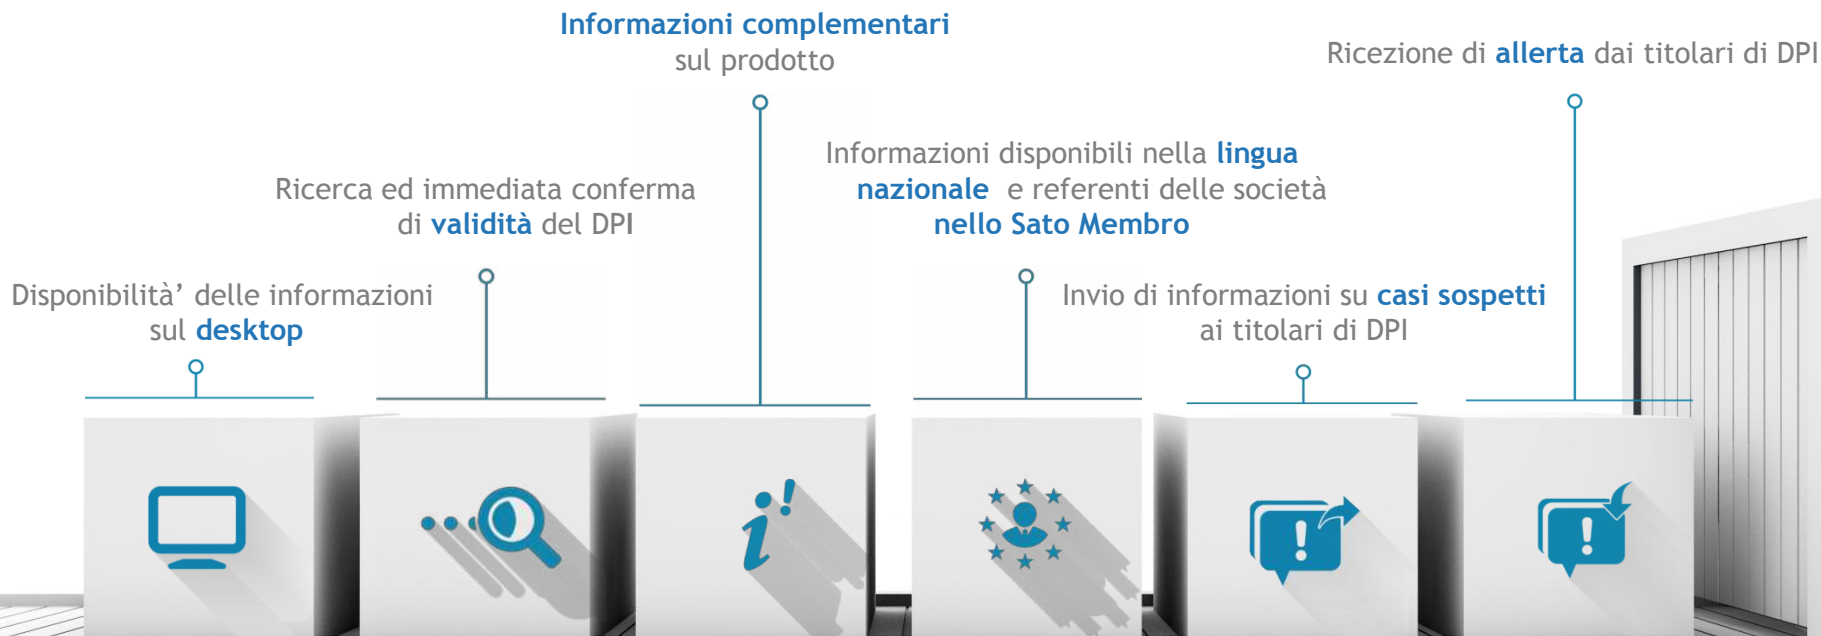 Informazioni complementari
sul prodotto
Ricezione di allerta dai titolari di DPI
Informazioni disponibili nella lingua
nazionale e referenti delle società
nello Sato Membro
Ricerca ed immediata conferma
di validità del DPI
Disponibilità’ delle informazioni
sul desktop
Invio di informazioni su casi sospetti
ai titolari di DPI